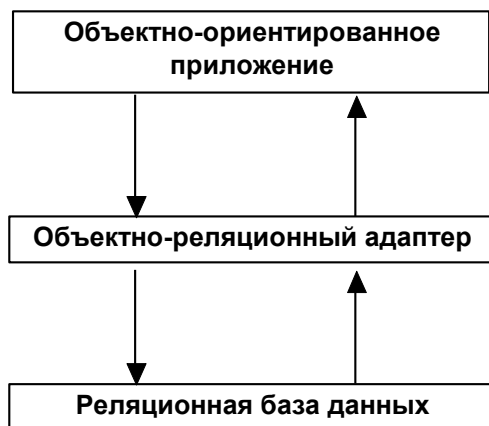 Объектно-ориентированное
приложение
Объектно-реляционный адаптер
Реляционная база данных